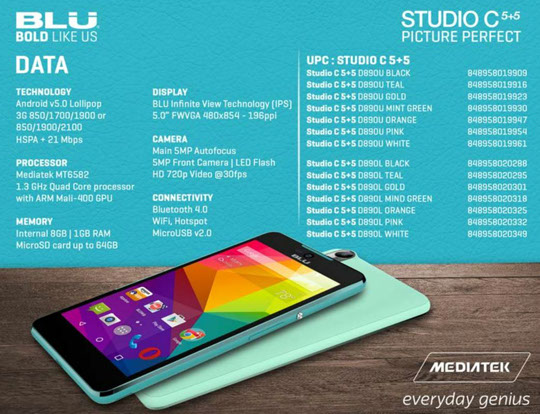 BLU
BOLD LIKE US
STUDIO C 5+5
PICTURE PERFECT
DATA
TECHNOLOGY
Android v5.0 Lollipop
3G 850/1700/1900 or
850/1900/2100
HSPA + 21 Mbps
PROCESSOR
Mediatek MT6582
1.3 GHz Quad Core processor
with ARM Mali-400 GPU
MEMORY
Internal 8GB | 1GB RAM
MicroSD card up to 64GB
DISPLAY
BLU Infinite View Technology (IPS)
5.0" FWVGA 480x854 - 196ppi
CAMERA
Main 5MP Autofocus
5MP Front Camera | LED Flash
HD 720p Video @30fps
CONNECTIVITY
Bluetooth 4.0
WiFi, Hotspot
MicroUSB v2.0
UPC : STUDIO C 5+5
Studio C 5+5 D890U BLACK 848958019909
Studio C 5+5 D890U TEAL 848958019916
Studio C 5+5 D890U GOLD 848958019923
Studio C 5+5 D890U MINT GREEN 848958019930
Studio C 5+5 D890U ORANGE 848958019947
Studio C 5+5 D890U PINK 848958019954
Studio C 5+5 D890U WHITE 848958019961
Studio C 5+5 D890L BLACK 848958020288
Studio C 5+5 D890L TEAL 848958020295
Studio C 5+5 D890L GOLD 848958020301
Studio C 5+5 D890L MIND GREEN 848958020318
Studio C 5+5 D890L ORANGE 848958020325
Studio C 5+5 D890L PINK 848958020332
Studio C 5+5 D890L WHITE 848958020349
BLU
MEDIATEK
everyday genius